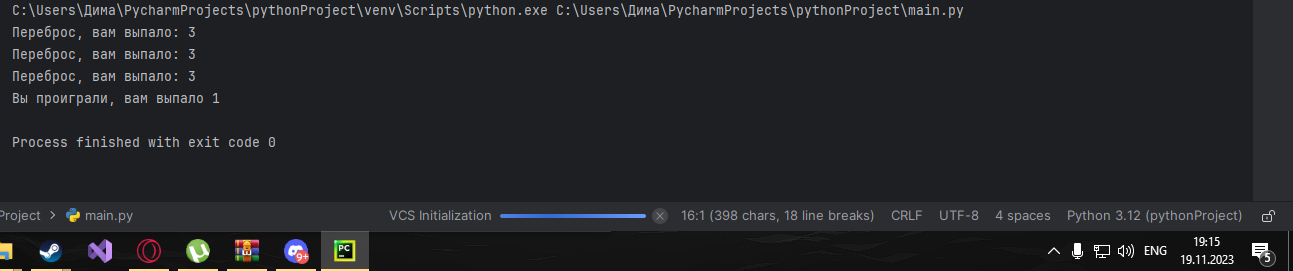 C:\Users\Дима\PycharmProjects\pythonProject\venv\Scripts\python.exe C:\Users\Дима\PycharmProjects\pythonProject\main.py
Переброс, вам выпало: 3
Переброс, вам выпало: 3
Переброс, вам выпало: 3
Вы проиграли, вам выпало 1
Process finished with exit code 0
Project > main.py VCS Initialization 16:1 (398 chars, 18 line breaks) CRLF UTF-8 4 spaces Python 3.12 (pythonProject)
9+ PC ENG 19:15
19.11.2023 5